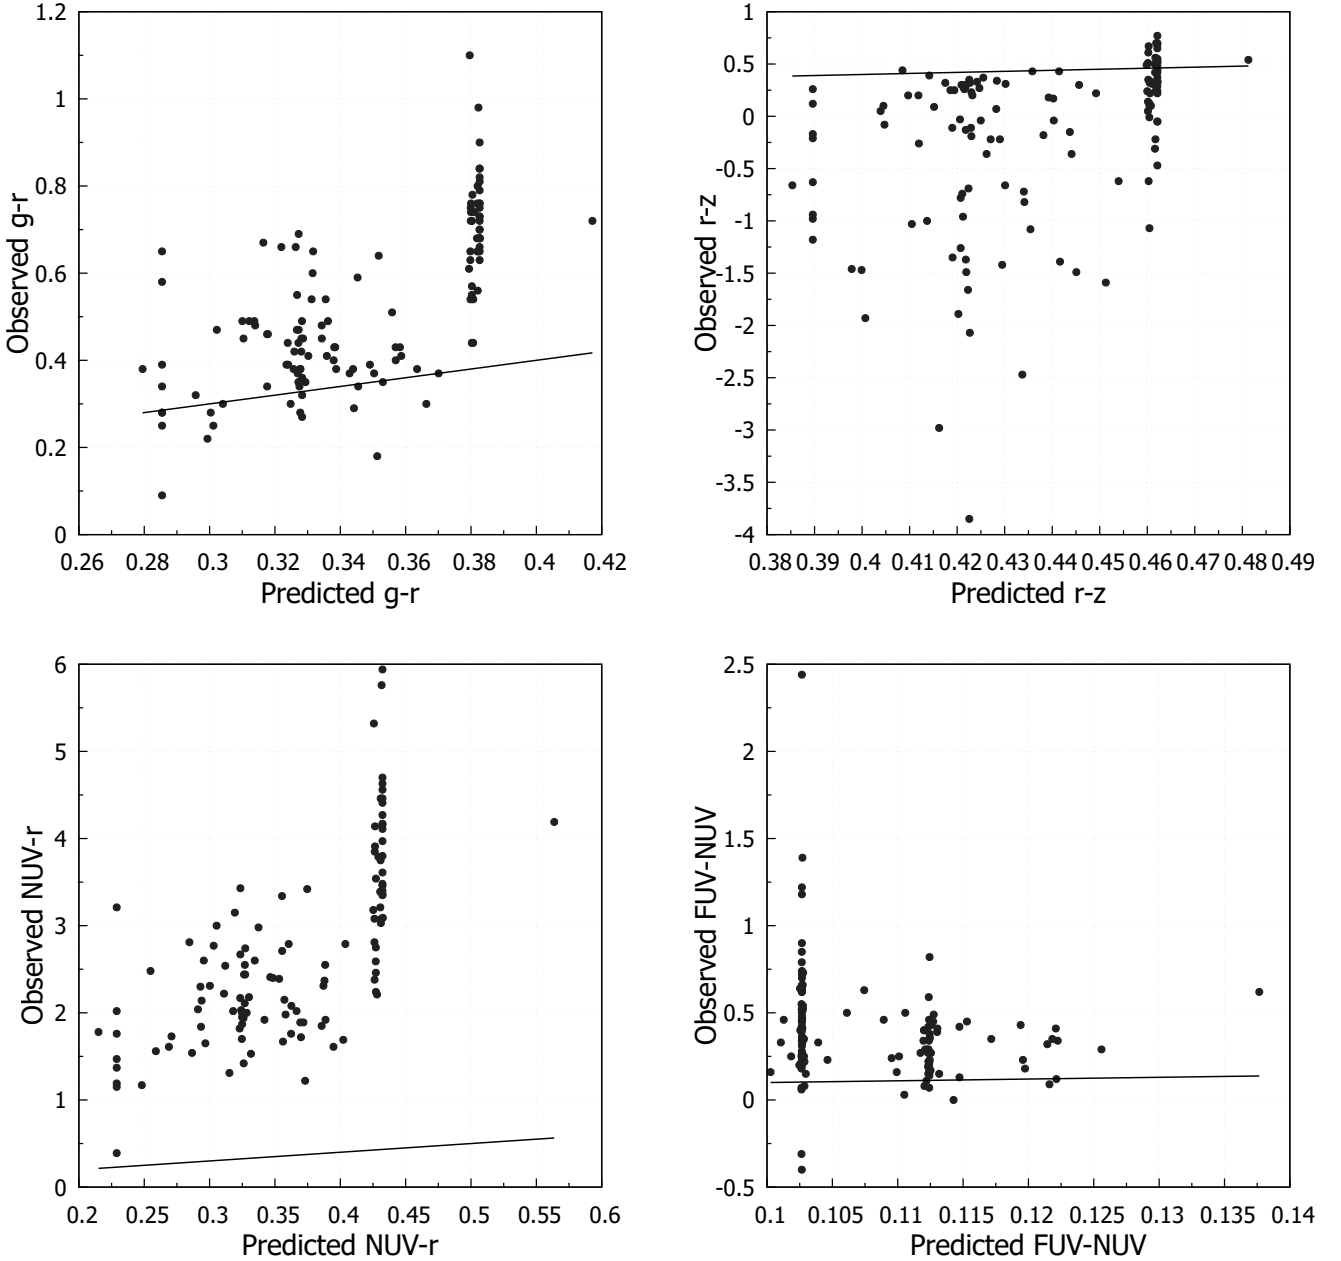 1.2
1
0.8
0.6
0.4
0.2
0
Observed g-r
0.26 0.28 0.3 0.32 0.34 0.36 0.38 0.4 0.42
Predicted g-r
1
0.5
0
-0.5
-1
-1.5
-2
-2.5
-3
-3.5
-4
Observed r-z
0.38 0.39 0.4 0.41 0.42 0.43 0.44 0.45 0.46 0.47 0.48 0.49
Predicted r-z
6
5
4
3
2
1
0
Observed NUV-r
0.2 0.25 0.3 0.35 0.4 0.45 0.5 0.55 0.6
Predicted NUV-r
2.5
2
1.5
1
0.5
0
-0.5
Observed FUV-NUV
0.1 0.105 0.11 0.115 0.12 0.125 0.13 0.135 0.14
Predicted FUV-NUV